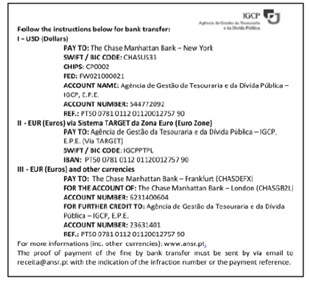 IGCP
Agência de Gestão da Tesouraria
e da Dívida Pública
Follow the instructions below for bank transfer:
I – USD (Dollars)
PAY TO: The Chase Manhattan Bank – New York
SWIFT / BIC CODE: CHASUS33
CHIPS: CP0002
FED: FW021000021
ACCOUNT NAME: Agência de Gestão da Tesouraria e da Dívida Pública –
IGCP, E.P.E.
ACCOUNT NUMBER: 544772092
REF.: PT50 0781 0112 01120012757 90
II - EUR (Euros) via Sistema TARGET da Zona Euro (Euro Zone)
PAY TO: Agência de Gestão da Tesouraria e da Dívida Pública – IGCP,
E.P.E. (Via TARGET)
SWIFT / BIC CODE: IGCPPTPL
IBAN: PT50 0781 0112 01120012757 90
III - EUR (Euros) and other currencies
PAY TO: The Chase Manhattan Bank – Frankfurt (CHASDEFX)
FOR THE ACCOUNT OF: The Chase Manhattan Bank – London (CHASGB2L)
ACCOUNT NUMBER: 6231400604
FOR FURTHER CREDIT TO: Agência de Gestão da Tesouraria e da Dívida
Pública – IGCP, E.P.E.
ACCOUNT NUMBER: 23631401
REF.: PT50 0781 0112 01120012757 90
For more informations (inc. other currencies): www.ansr.pt.
The proof of payment of the fine by bank transfer must be sent by via email to
receita@ansr.pt with the indication of the infraction number or the payment reference.